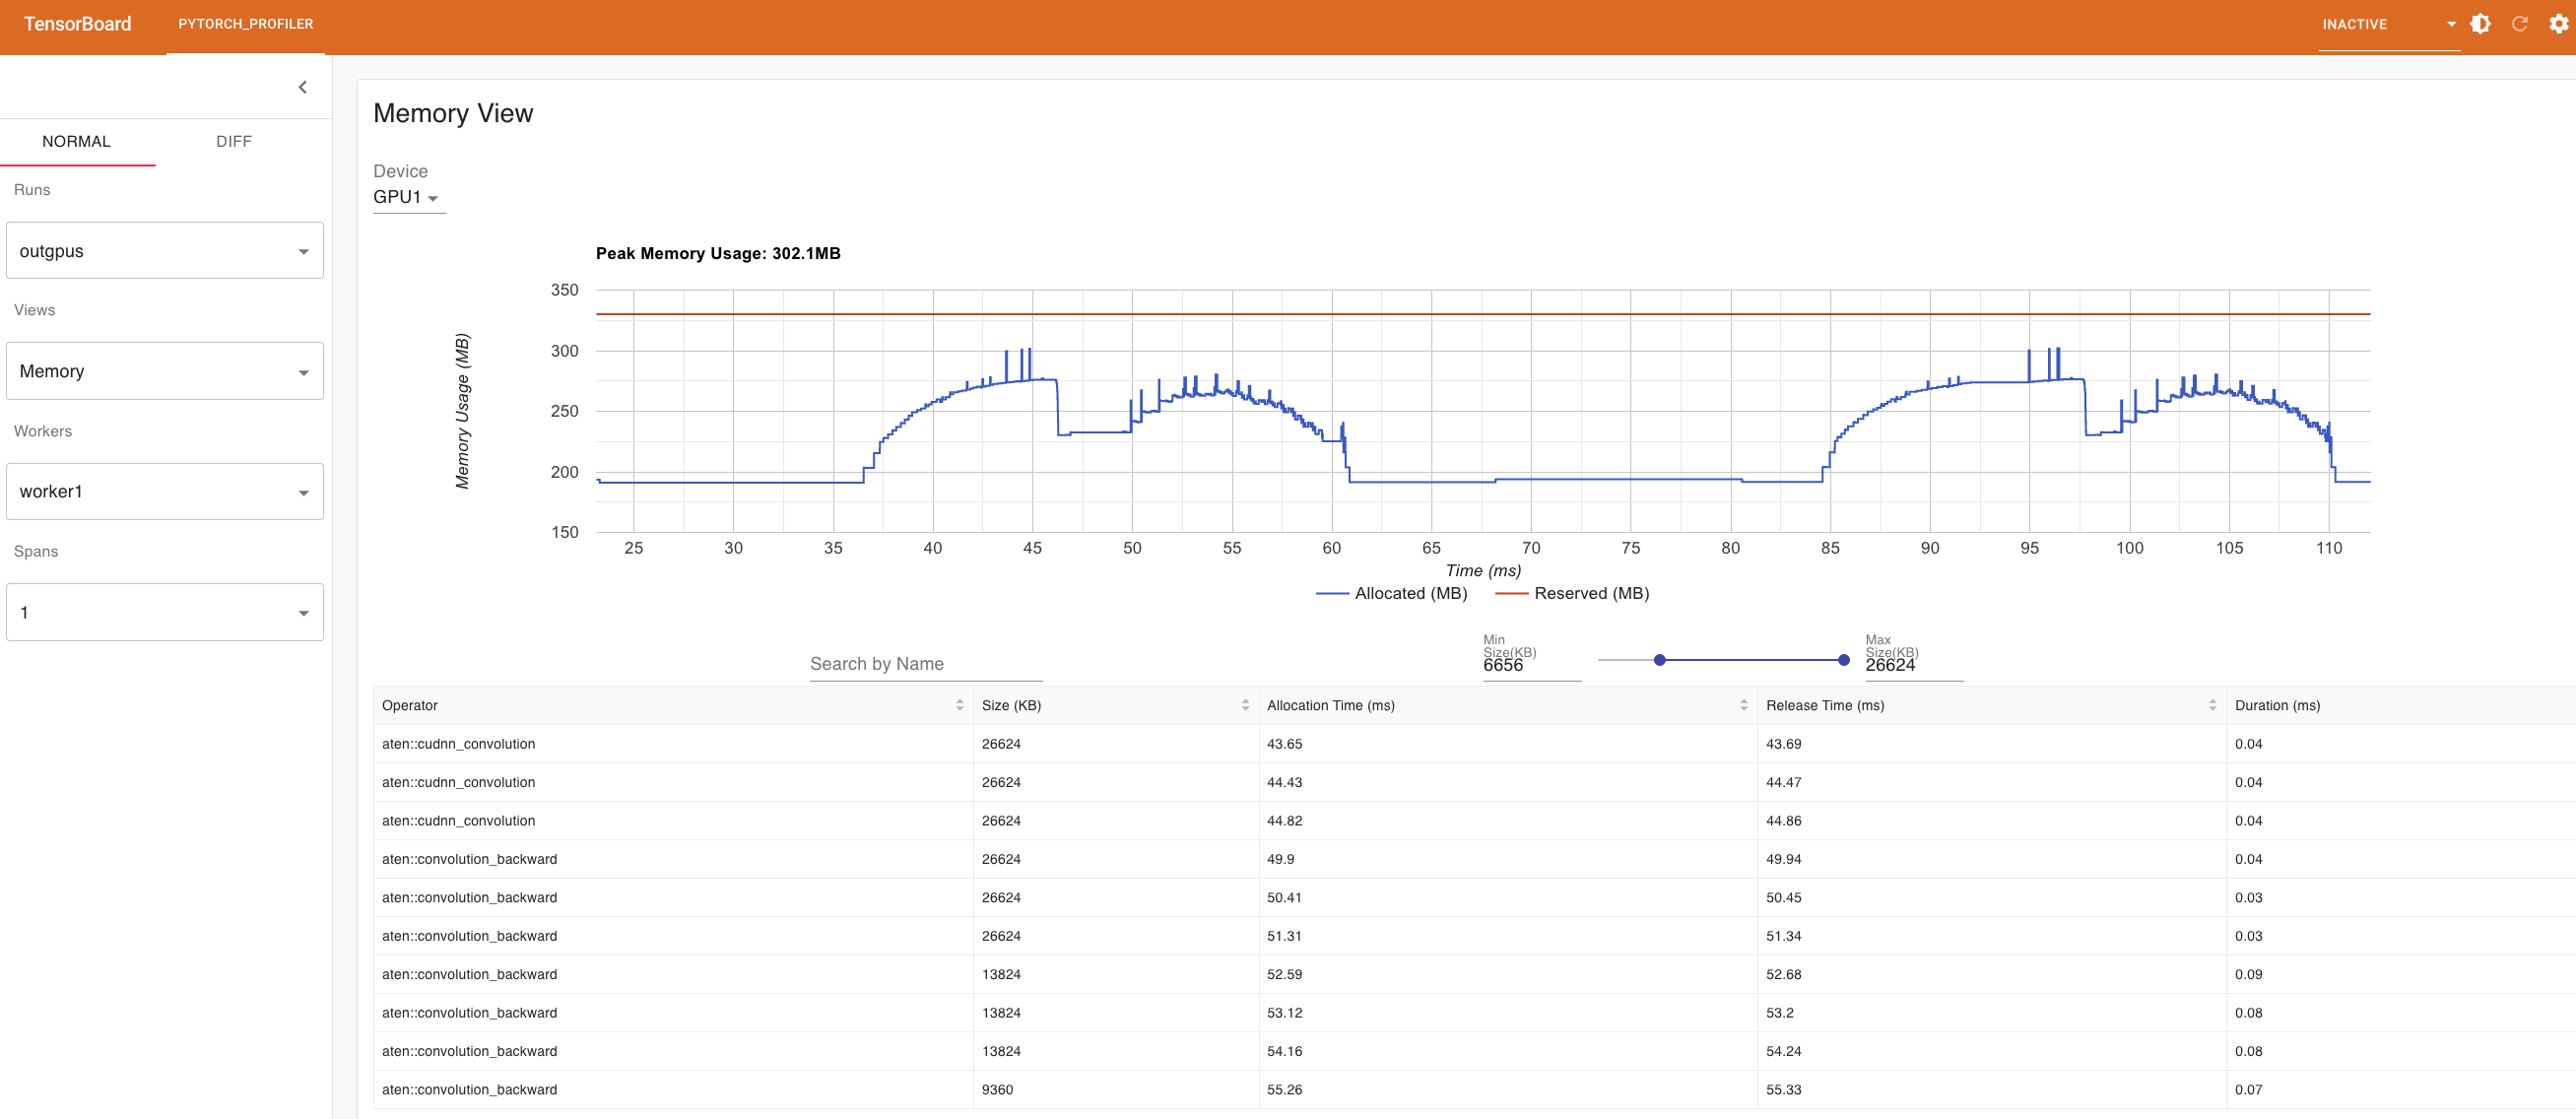 TensorBoard PYTORCH_PROFILER INACTIVE
NORMAL DIFF
Runs
outgpus
Views
Memory
Workers
worker1
Spans
1
Memory View
Device
GPU1
Peak Memory Usage: 302.1MB
Memory Usage (MB)
350
300
250
200
150
25 30 35 40 45 50 55 60 65 70 75 80 85 90 95 100 105 110
Time (ms)
Allocated (MB) Reserved (MB)
Search by Name
Min
Size(KB)
6656
Max
Size(KB)
26624
Operator Size (KB) Allocation Time (ms) Release Time (ms) Duration (ms)
aten::cudnn_convolution 26624 43.65 43.69 0.04
aten::cudnn_convolution 26624 44.43 44.47 0.04
aten::cudnn_convolution 26624 44.82 44.86 0.04
aten::convolution_backward 26624 49.9 49.94 0.04
aten::convolution_backward 26624 50.41 50.45 0.03
aten::convolution_backward 26624 51.31 51.34 0.03
aten::convolution_backward 13824 52.59 52.68 0.09
aten::convolution_backward 13824 53.12 53.2 0.08
aten::convolution_backward 13824 54.16 54.24 0.08
aten::convolution_backward 9360 55.26 55.33 0.07